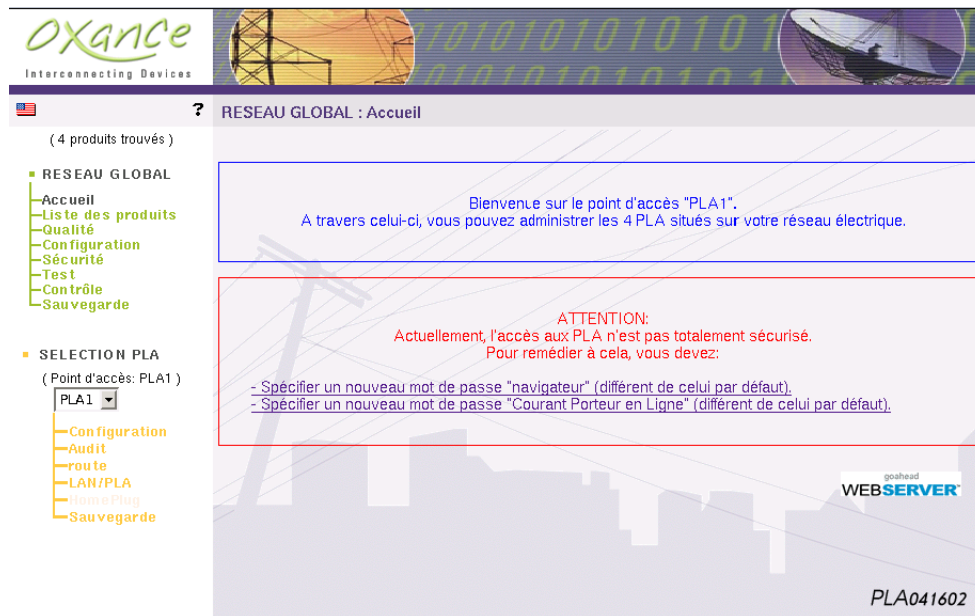 oxance
Interconnecting Devices
10101010101
1010101010101
?
RESEAU GLOBAL : Accueil
( 4 produits trouvés )
RESEAU GLOBAL
Accueil
Liste des produits
Qualité
Configuration
Sécurité
Test
Contrôle
Sauvegarde
SELECTION PLA
( Point d'accès: PLA1 )
PLA1
Configuration
Audit
route
LAN/PLA
HomePlug
Sauvegarde
Bienvenue sur le point d'accès "PLA1".
A travers celui-ci, vous pouvez administrer les 4 PLA situés sur votre réseau électrique.
ATTENTION:
Actuellement, l'accès aux PLA n'est pas totalement sécurisé.
Pour remédier à cela, vous devez:
- Spécifier un nouveau mot de passe "navigateur" (différent de celui par défaut).
- Spécifier un nouveau mot de passe "Courant Porteur en Ligne" (différent de celui par défaut).
goahead
WEBSERVER
PLA041602